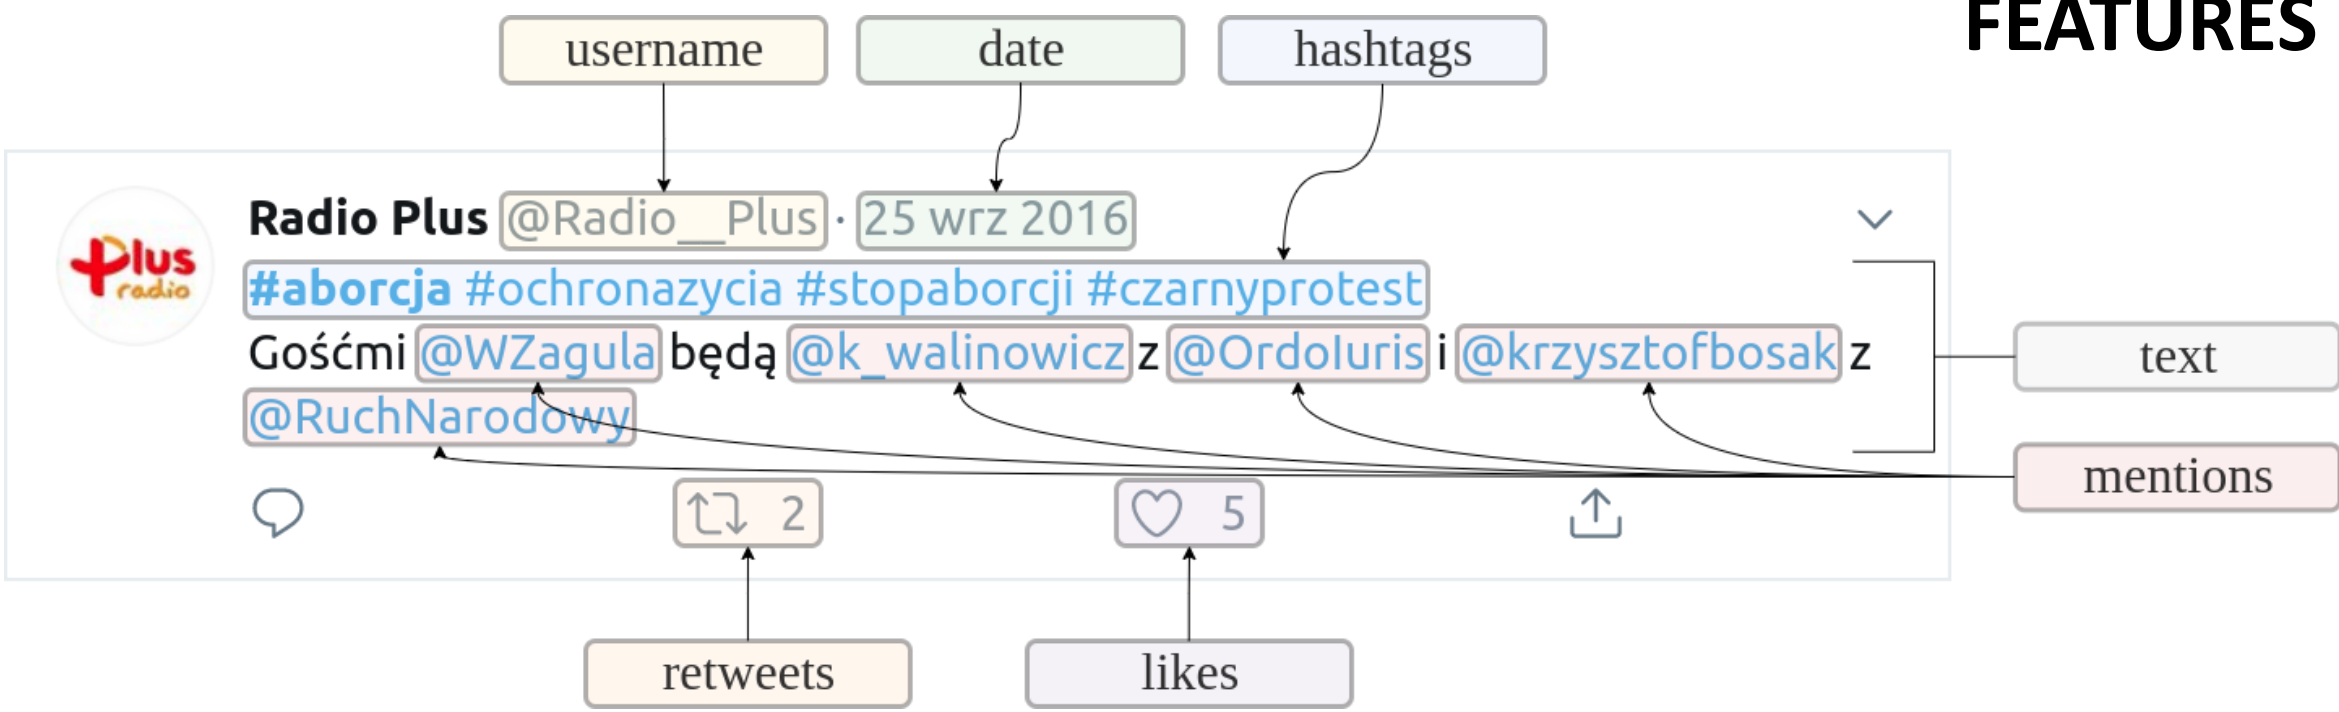 FEATURES
username
date
hashtags
Radio Plus @Radio__Plus · 25 wrz 2016
plus
radio
#aborcja #ochronazycia #stopaborcji #czarnyprotest
Gośćmi @WZagula będą @k_walinowicz z @OrdoIuris i @krzysztofbosak z
@RuchNarodowy
text
mentions
2
5
retweets
likes